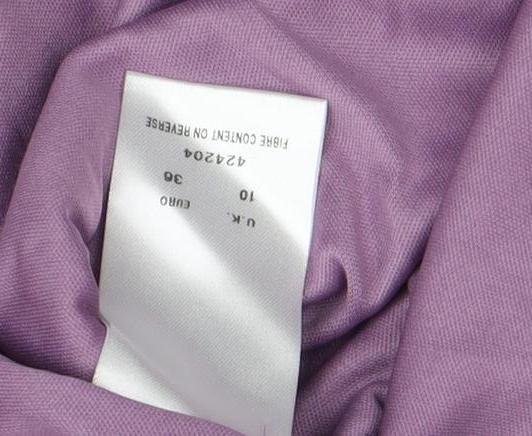 U.K. EURO
10 36
424204
FIBRE CONTENT ON REVERSE